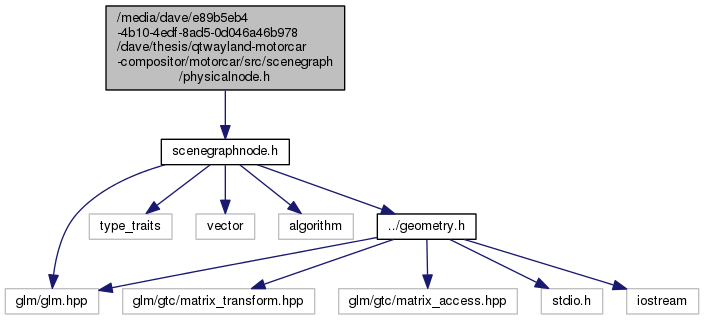 /media/dave/e89b5eb4
-4b10-4edf-8ad5-0d046a46b978
/dave/thesis/qtwayland-motorcar
-compositor/motorcar/src/scenegraph
/physicalnode.h
scenegraphnode.h
type_traits
vector
algorithm
../geometry.h
glm/glm.hpp
glm/gtc/matrix_transform.hpp
glm/gtc/matrix_access.hpp
stdio.h
iostream